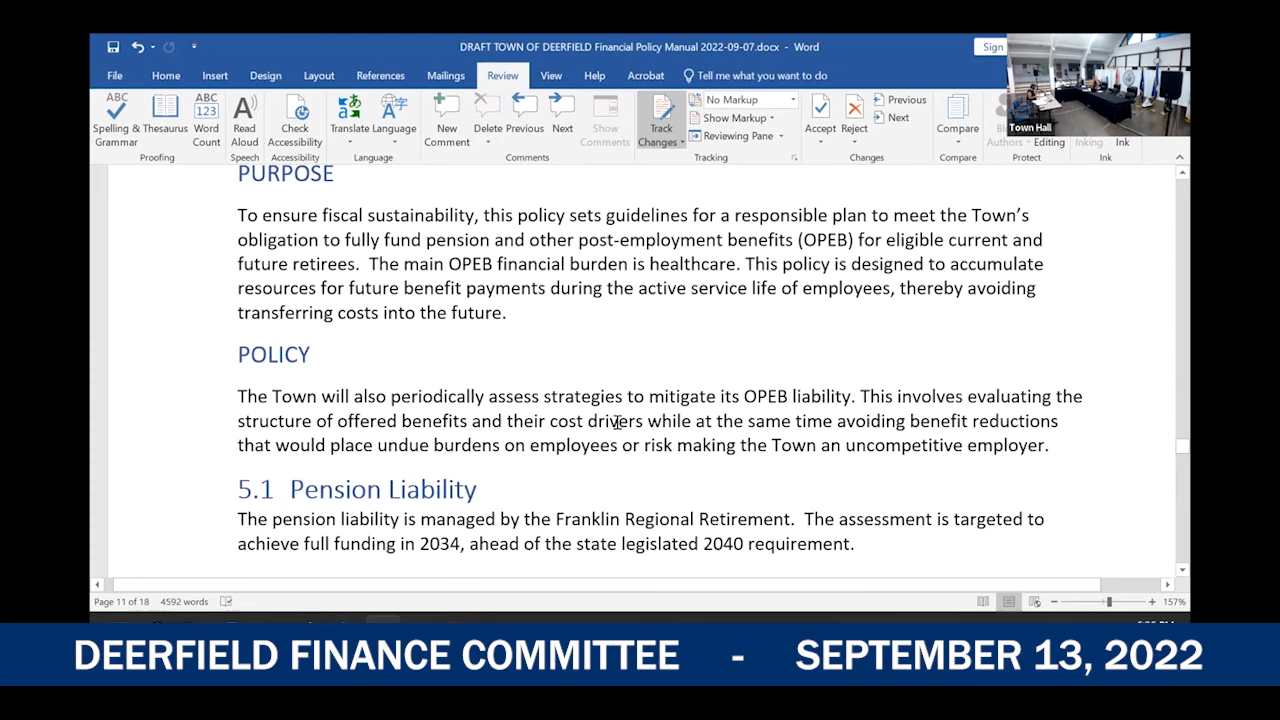 DRAFT TOWN OF DEERFIELD Financial Policy Manual 2022-09-07.docx - Word
Sign
File Home Insert Design Layout References Mailings Review View Help Acrobat Tell me what you want to do
Town Hall
ABC
Spelling & Grammar
Thesaurus
ABC
123
Word Count
Proofing
Read Aloud
Speech
Check Accessibility
Accessibility
Translate
Language
Language
New Comment
Delete
Previous
Next
Show Comments
Comments
Track Changes
No Markup
Show Markup
Reviewing Pane
Tracking
Accept
Reject
Previous
Next
Changes
Compare
Compare
Authors
Editing
Protect
Inking
Ink
Ink
PURPOSE
To ensure fiscal sustainability, this policy sets guidelines for a responsible plan to meet the Town’s
obligation to fully fund pension and other post-employment benefits (OPEB) for eligible current and
future retirees. The main OPEB financial burden is healthcare. This policy is designed to accumulate
resources for future benefit payments during the active service life of employees, thereby avoiding
transferring costs into the future.
POLICY
The Town will also periodically assess strategies to mitigate its OPEB liability. This involves evaluating the
structure of offered benefits and their cost drivers while at the same time avoiding benefit reductions
that would place undue burdens on employees or risk making the Town an uncompetitive employer.
5.1 Pension Liability
The pension liability is managed by the Franklin Regional Retirement. The assessment is targeted to
achieve full funding in 2034, ahead of the state legislated 2040 requirement.
Page 11 of 18 4592 words
157%
DEERFIELD FINANCE COMMITTEE - SEPTEMBER 13, 2022